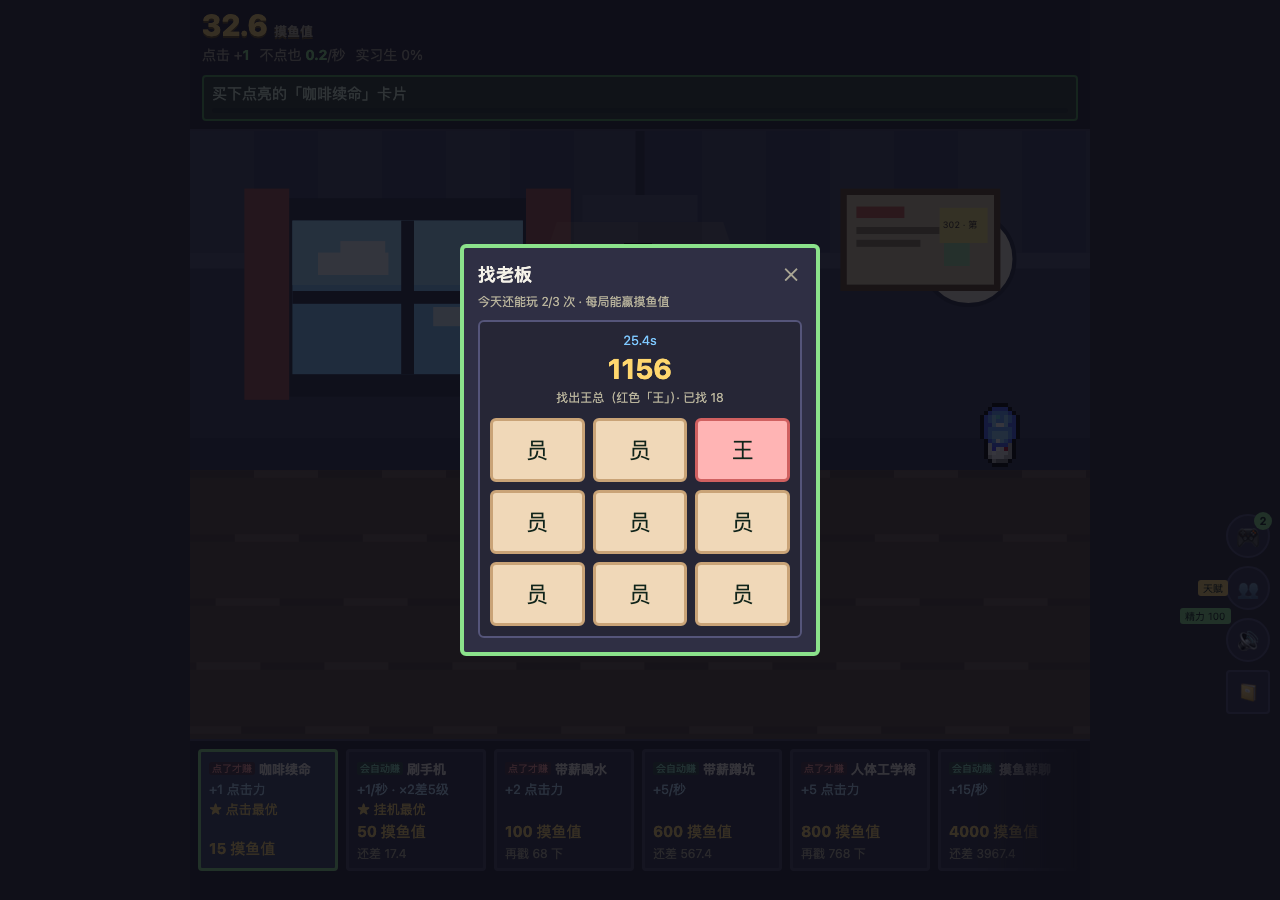 32.6 摸鱼值
点击 +1 不点也 0.2/秒 实习生 0%
买下点亮的「咖啡续命」卡片
302 · 第
找老板
今天还能玩 2/3 次 · 每局能赢摸鱼值
25.4s
1156
找出王总（红色「王」）· 已找 18
员 员 王
员 员 员
员 员 员
2
天赋
精力 100
点了才赚 咖啡续命
+1 点击力
★ 点击最优
15 摸鱼值
会自动赚 刷手机
+1/秒 · ×2差5级
★ 挂机最优
50 摸鱼值
还差 17.4
点了才赚 带薪喝水
+2 点击力
100 摸鱼值
再戳 68 下
会自动赚 带薪蹲坑
+5/秒
600 摸鱼值
还差 567.4
点了才赚 人体工学椅
+5 点击力
800 摸鱼值
再戳 768 下
会自动赚 摸鱼群聊
+15/秒
4000 摸鱼值
还差 3967.4